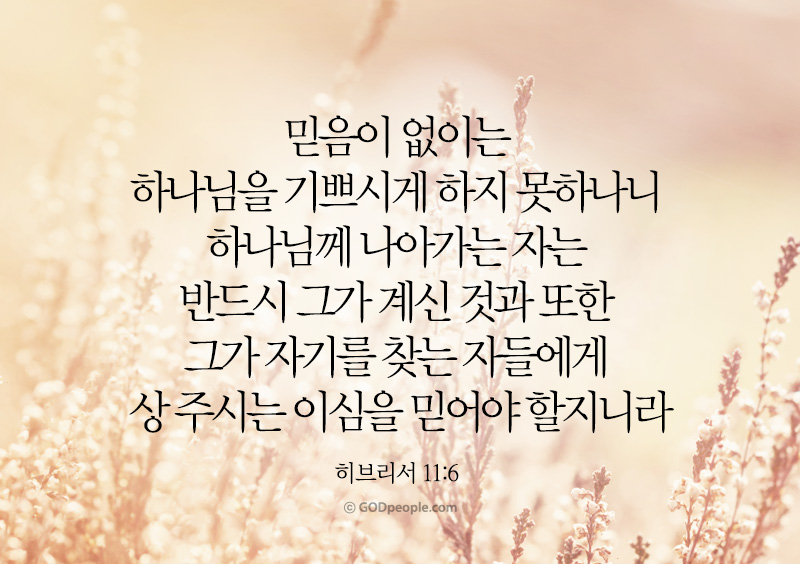 믿음이 없이는
하나님을 기쁘시게 하지 못하나니
하나님께 나아가는 자는
반드시 그가 계신 것과 또한
그가 자기를 찾는 자들에게
상 주시는 이심을 믿어야 할지니라
히브리서 11:6
© GODpeople.com